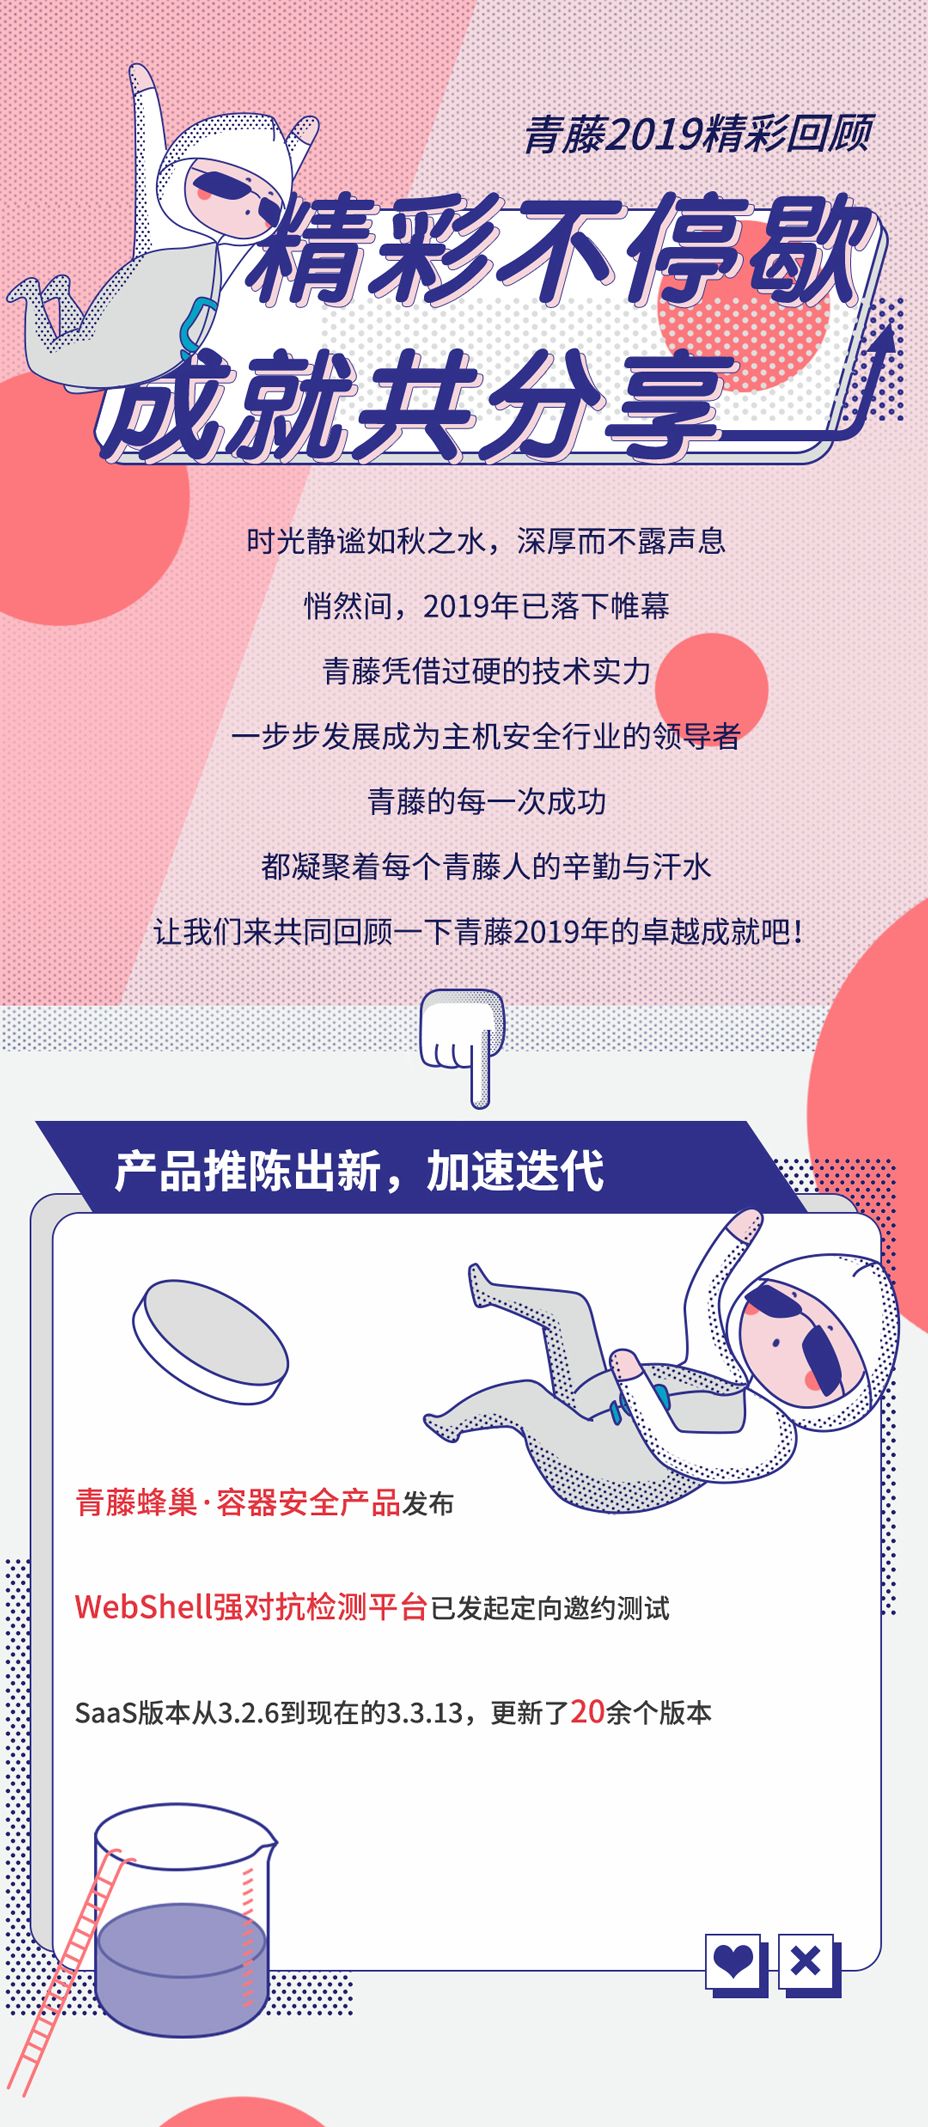 青藤2019精彩回顾
精彩不停歇
成就共分享
时光静谧如秋之水，深厚而不露声息
悄然间，2019年已落下帷幕
青藤凭借过硬的技术实力
一步步发展成为主机安全行业的领导者
青藤的每一次成功
都凝聚着每个青藤人的辛勤与汗水
让我们来共同回顾一下青藤2019年的卓越成就吧！
产品推陈出新，加速迭代
青藤蜂巢·容器安全产品发布
WebShell强对抗检测平台已发起定向邀约测试
SaaS版本从3.2.6到现在的3.3.13，更新了20余个版本